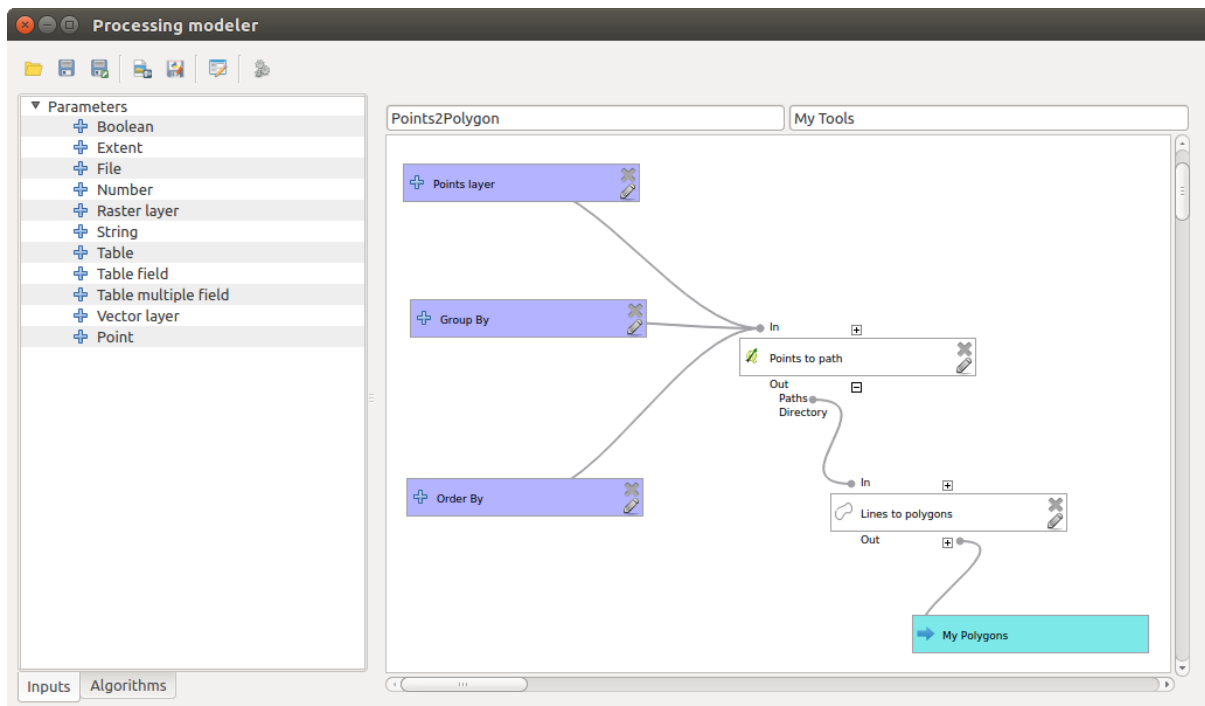 Processing modeler
Parameters
Boolean
Extent
File
Number
Raster layer
String
Table
Table field
Table multiple field
Vector layer
Point
Inputs
Algorithms
Points2Polygon
My Tools
Points layer
Group By
In
Points to path
Out
Paths
Directory
Order By
In
Lines to polygons
Out
My Polygons